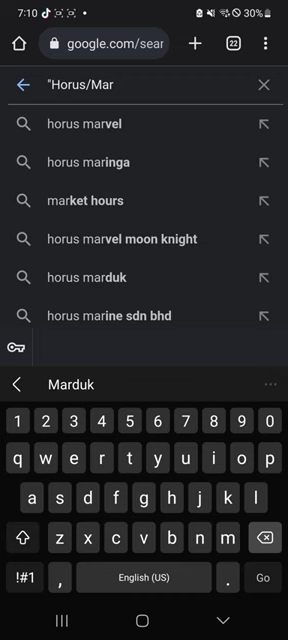 7:10
30%
google.com/sear
22
"Horus/Mar
horus marvel
horus maringa
market hours
horus marvel moon knight
horus marduk
horus marine sdn bhd
Marduk
1 2 3 4 5 6 7 8 9 0
q w e r t y u i o p
a s d f g h j k l
z x c v b n m
!#1 , English (US) . Go